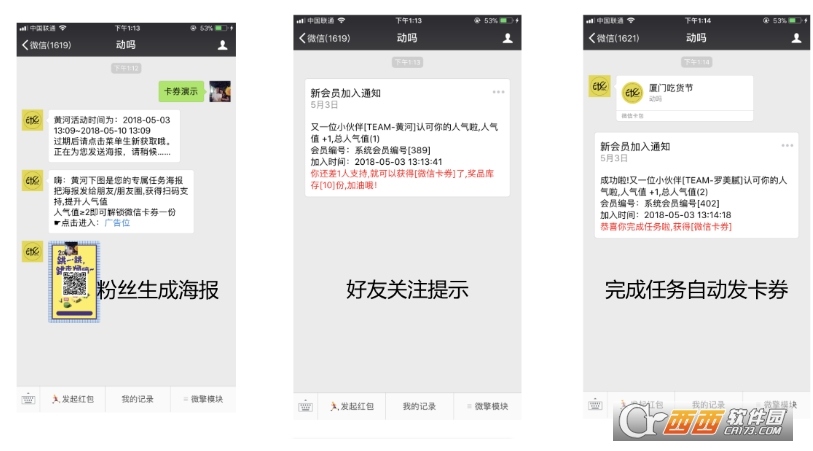 中国联通 下午1:13 53%
微信(1619) 动吗
下午1:13
卡券演示
黄河活动时间为：2018-05-03
13:09~2018-05-10 13:09
过期后请点击菜单生新获取哦。
正在为您发送海报，请稍候......
嗨：黄河下图是您的专属任务海报
把海报发给朋友/朋友圈,获得扫码支
持,提升人气值
人气值≥2即可解锁微信卡券一份
☛点击进入：广告位
粉丝生成海报
发起红包 我的记录 微擎模块
中国联通 下午1:13 53%
微信(1619) 动吗
下午1:13
新会员加入通知
5月3日
又一位小伙伴[TEAM-黄河]认可你的人气啦,人气
值 +1,总人气值(1)
会员编号：系统会员编号[389]
加入时间：2018-05-03 13:13:41
你还差1人支持,就可以获得[微信卡券]了,奖品库
存[10]份,加油哦!
好友关注提示
发起红包 我的记录 微擎模块
中国联通 下午1:14 53%
微信(1621) 动吗
下午1:14
厦门吃货节
动吗
微信卡包
新会员加入通知
5月3日
成功啦!又一位小伙伴[TEAM-罗美腻]认可你的人
气啦,人气值 +1,总人气值(2)
会员编号：系统会员编号[402]
加入时间：2018-05-03 13:14:18
恭喜你完成任务啦,获得[微信卡券]
完成任务自动发卡券
发起红包 我的记录 微擎模块
西西软件园
CR173.COM